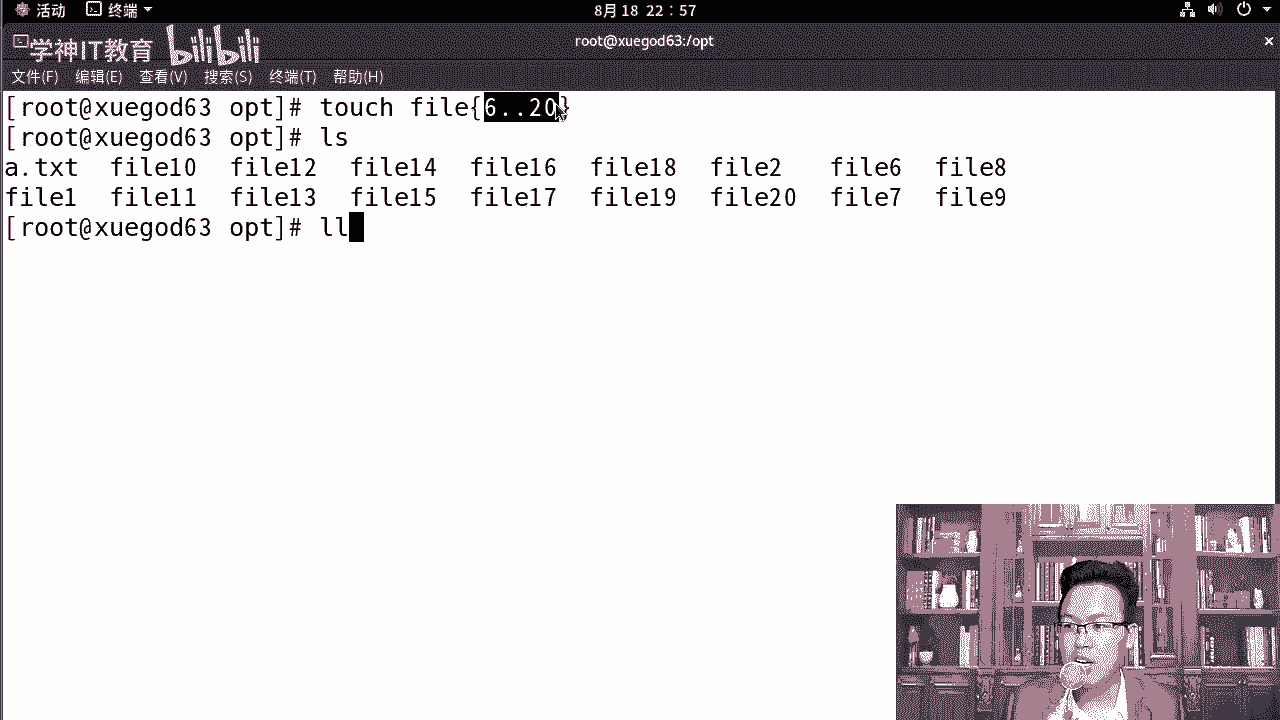 活动 终端 8月 18 22：57
学神IT教育 bilibili root@xuegod63:/opt
文件(F) 编辑(E) 查看(V) 搜索(S) 终端(T) 帮助(H)
[root@xuegod63 opt]# touch file{6..20}
[root@xuegod63 opt]# ls
a.txt file10 file12 file14 file16 file18 file2 file6 file8
file1 file11 file13 file15 file17 file19 file20 file7 file9
[root@xuegod63 opt]# ll